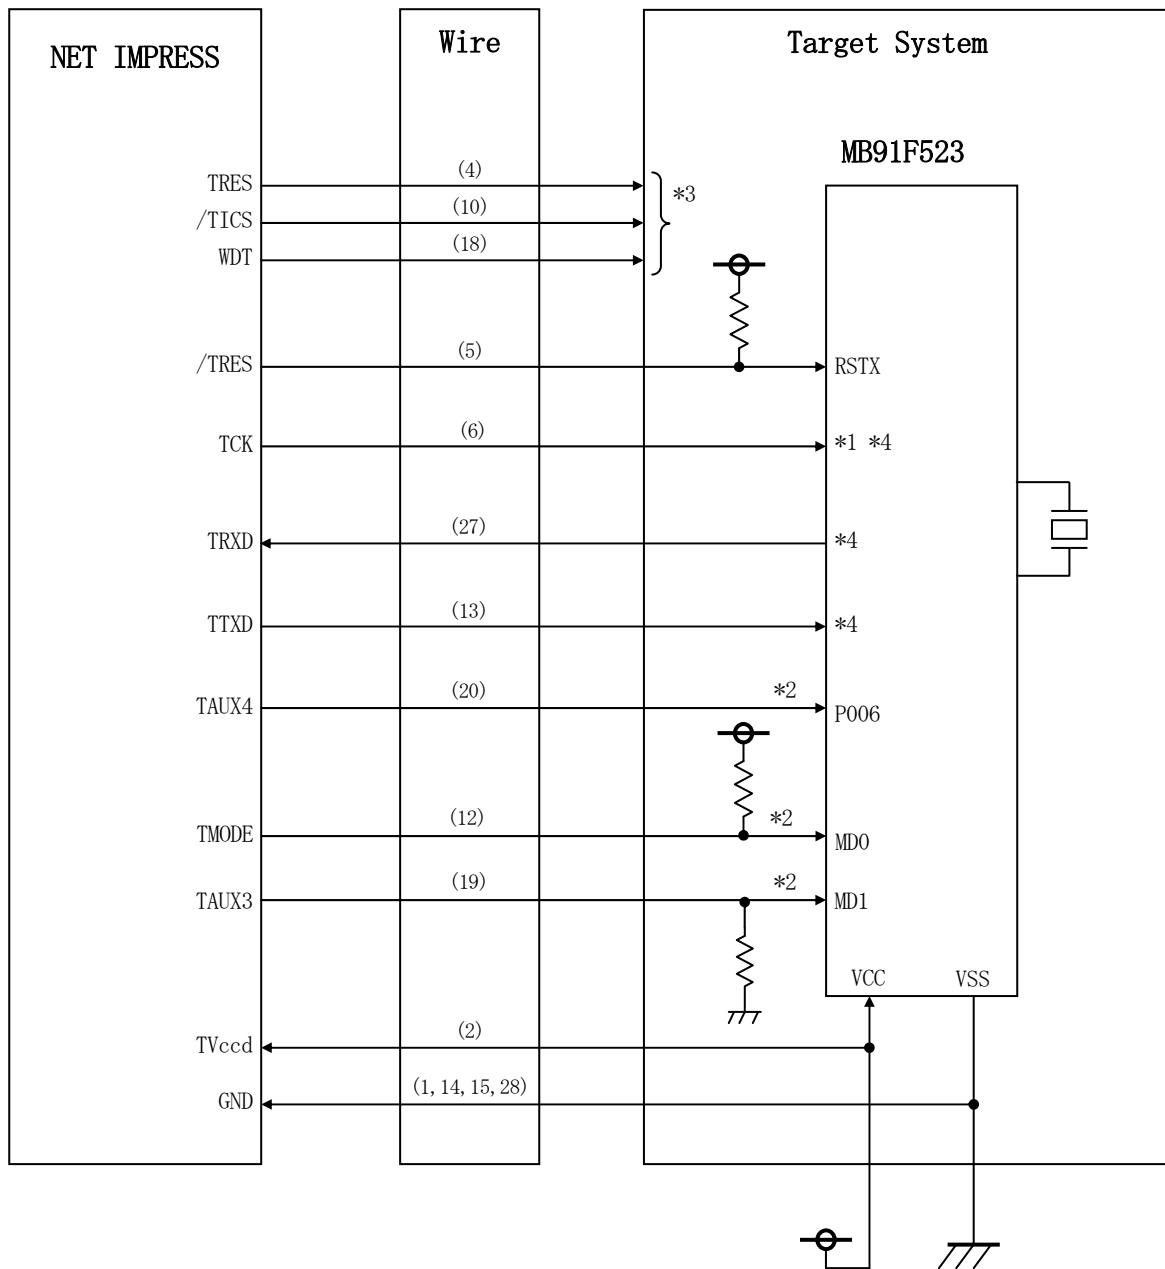 NET IMPRESS
Wire
Target System
MB91F523
TRES (4) *3
/TICS (10)
WDT (18)
/TRES (5) RSTX
TCK (6) *1 *4
TRXD (27) *4
TTXD (13) *4
TAUX4 (20) *2 P006
TMODE (12) *2 MD0
TAUX3 (19) *2 MD1
VCC VSS
TVccd (2)
GND (1,14,15,28)